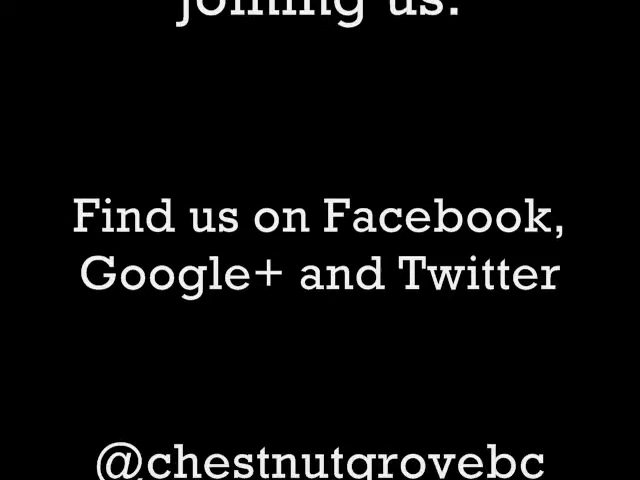 joining us.
Find us on Facebook,
Google+ and Twitter
@chestnutgrovebc